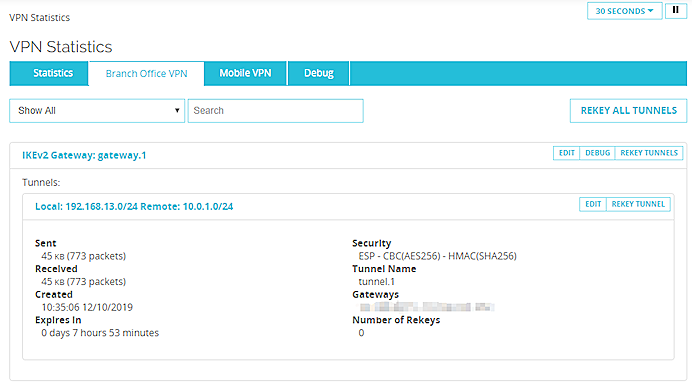 VPN Statistics
30 SECONDS
VPN Statistics
Statistics Branch Office VPN Mobile VPN Debug
Show All Search REKEY ALL TUNNELS
IKEv2 Gateway: gateway.1 EDIT DEBUG REKEY TUNNELS
Tunnels:
Local: 192.168.13.0/24 Remote: 10.0.1.0/24 EDIT REKEY TUNNEL
Sent
45 KB (773 packets)
Received
45 KB (773 packets)
Created
10:35:06 12/10/2019
Expires In
0 days 7 hours 53 minutes
Security
ESP - CBC(AES256) - HMAC(SHA256)
Tunnel Name
tunnel.1
Gateways
Number of Rekeys
0